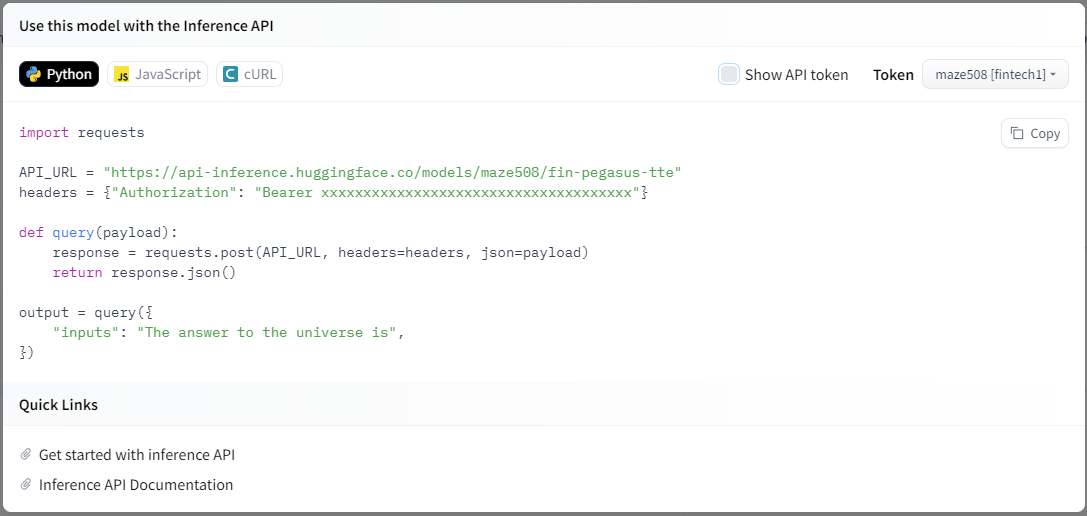 Use this model with the Inference API
Python JavaScript cURL Show API token Token maze508 [fintech1]
import requests
Copy
API_URL = "https://api-inference.huggingface.co/models/maze508/fin-pegasus-tte"
headers = {"Authorization": "Bearer xxxxxxxxxxxxxxxxxxxxxxxxxxxxxxxxxxxxx"}
def query(payload):
    response = requests.post(API_URL, headers=headers, json=payload)
    return response.json()
output = query({
    "inputs": "The answer to the universe is",
})
Quick Links
Get started with inference API
Inference API Documentation